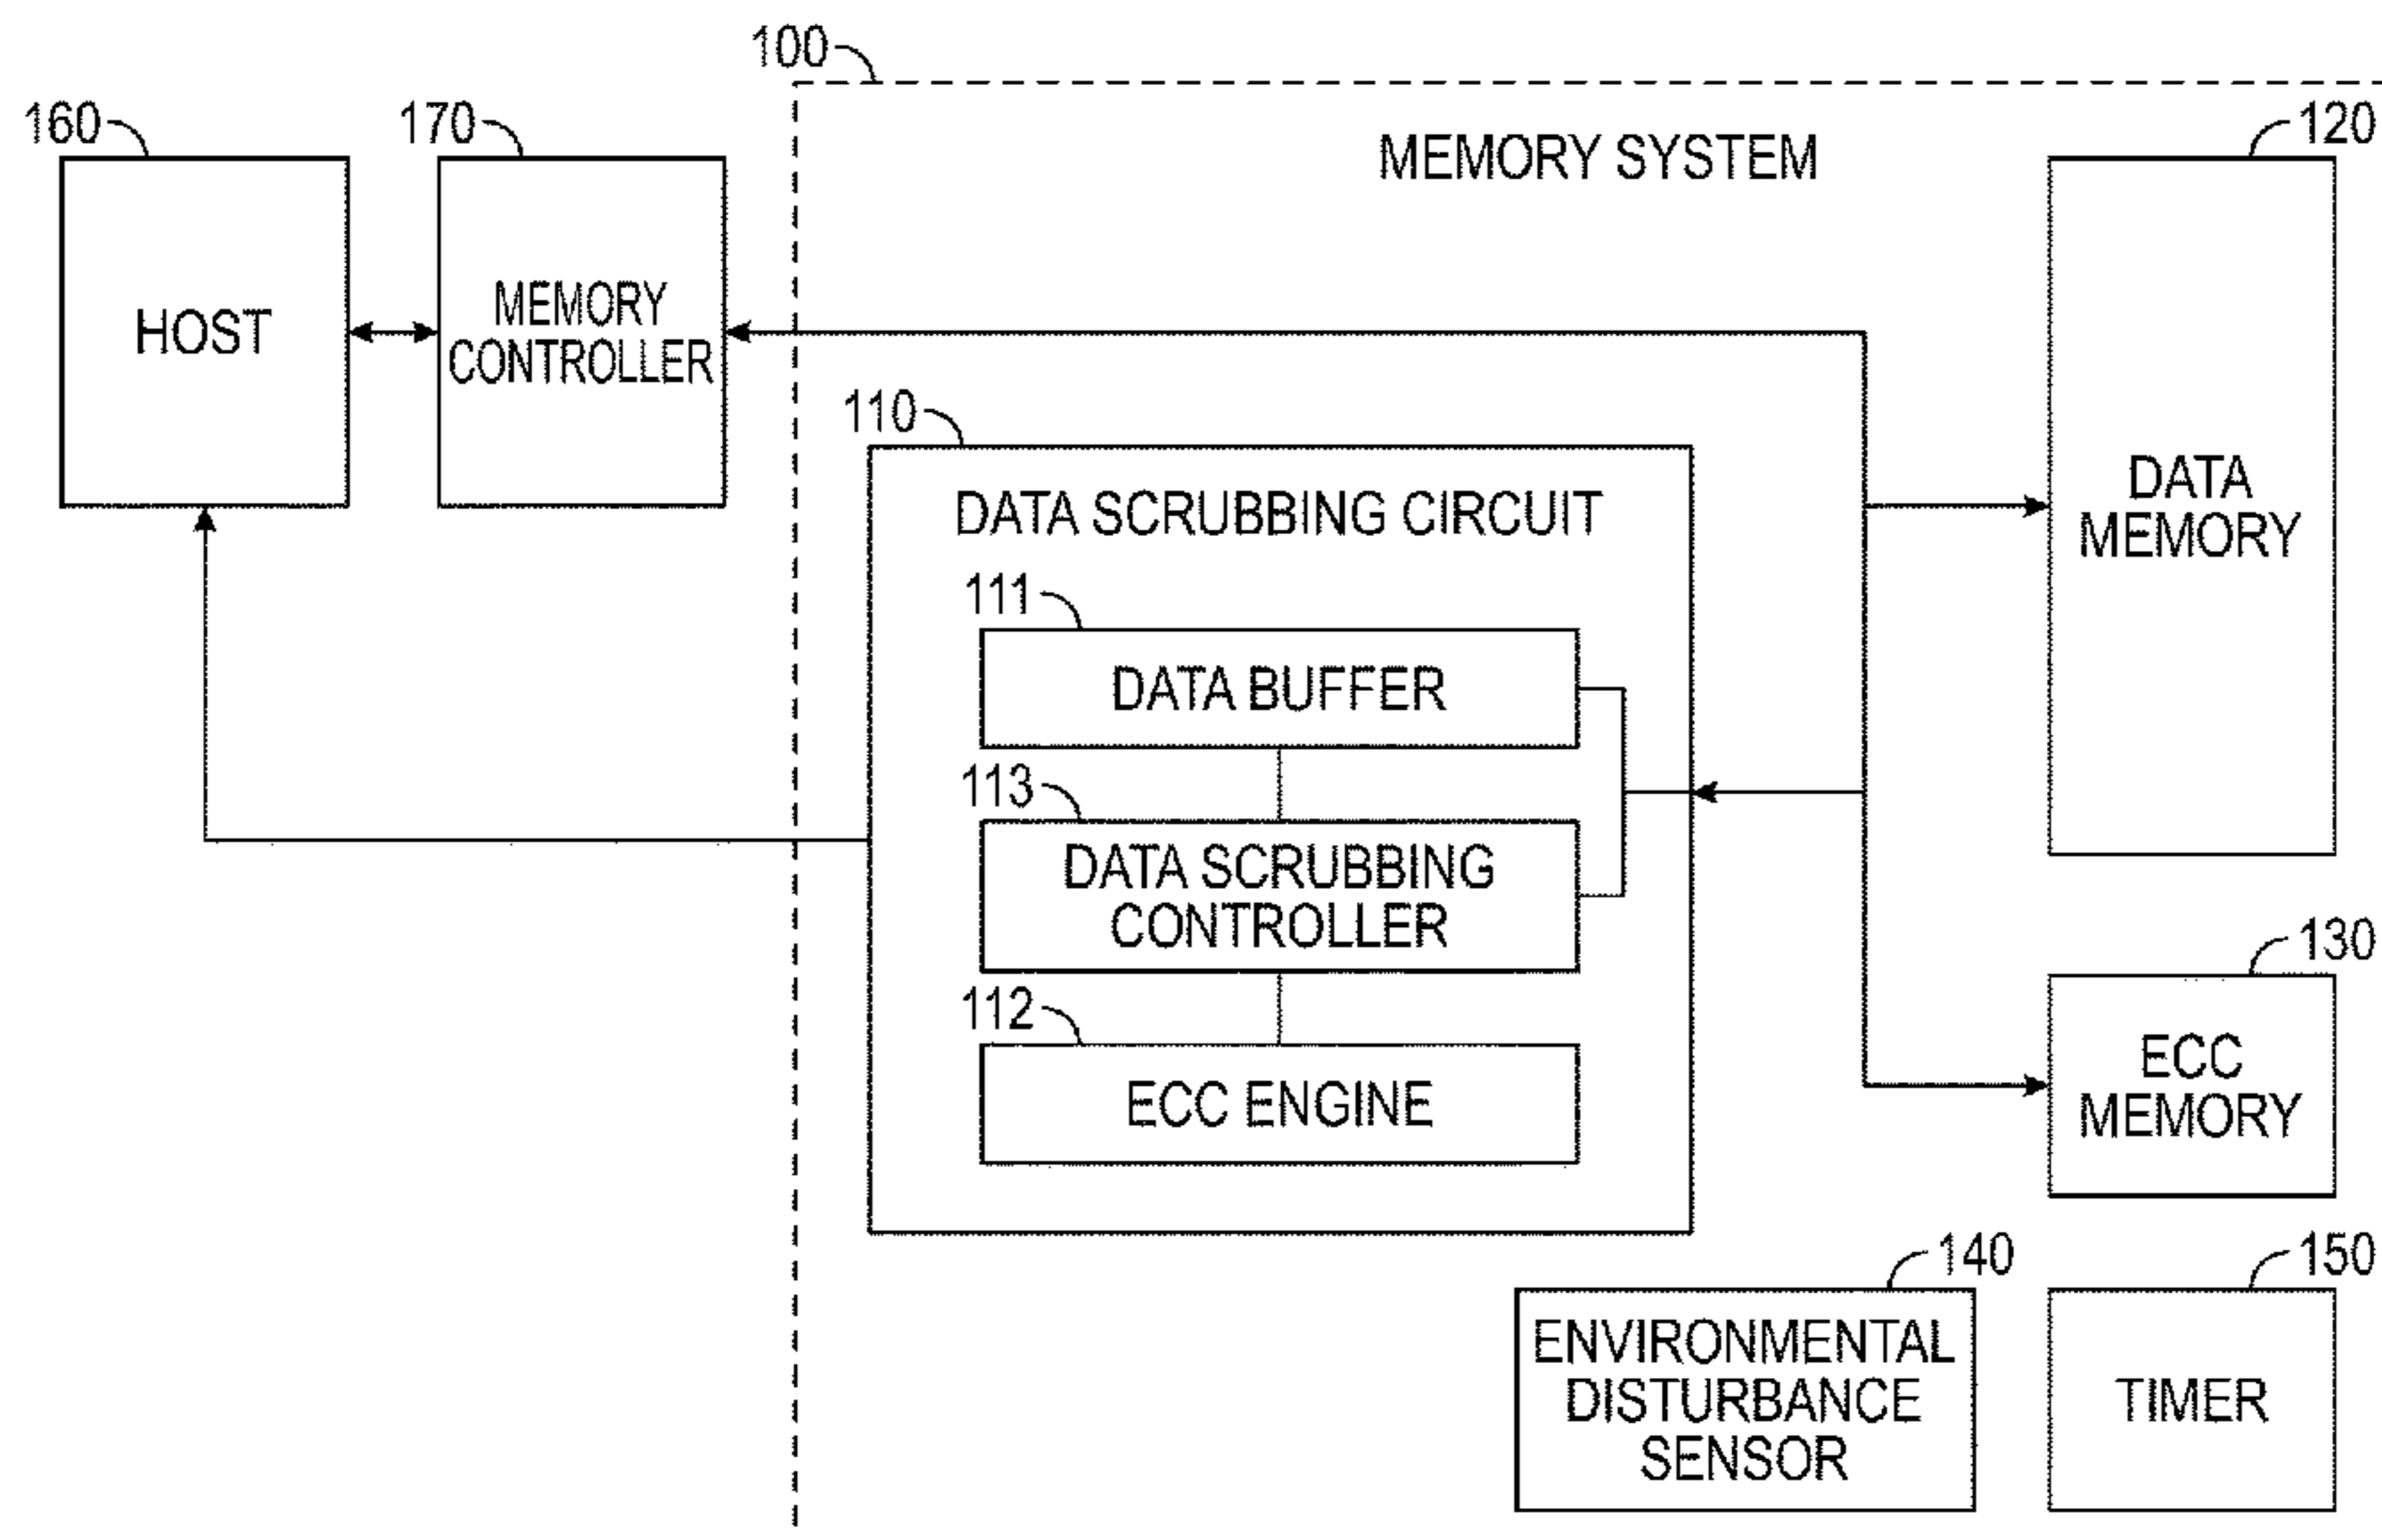 100
160
170
MEMORY SYSTEM
120
HOST
MEMORY
CONTROLLER
110
DATA SCRUBBING CIRCUIT
DATA
MEMORY
111
DATA BUFFER
113
DATA SCRUBBING
CONTROLLER
112
ECC ENGINE
130
ECC
MEMORY
140
150
ENVIRONMENTAL
DISTURBANCE
SENSOR
TIMER